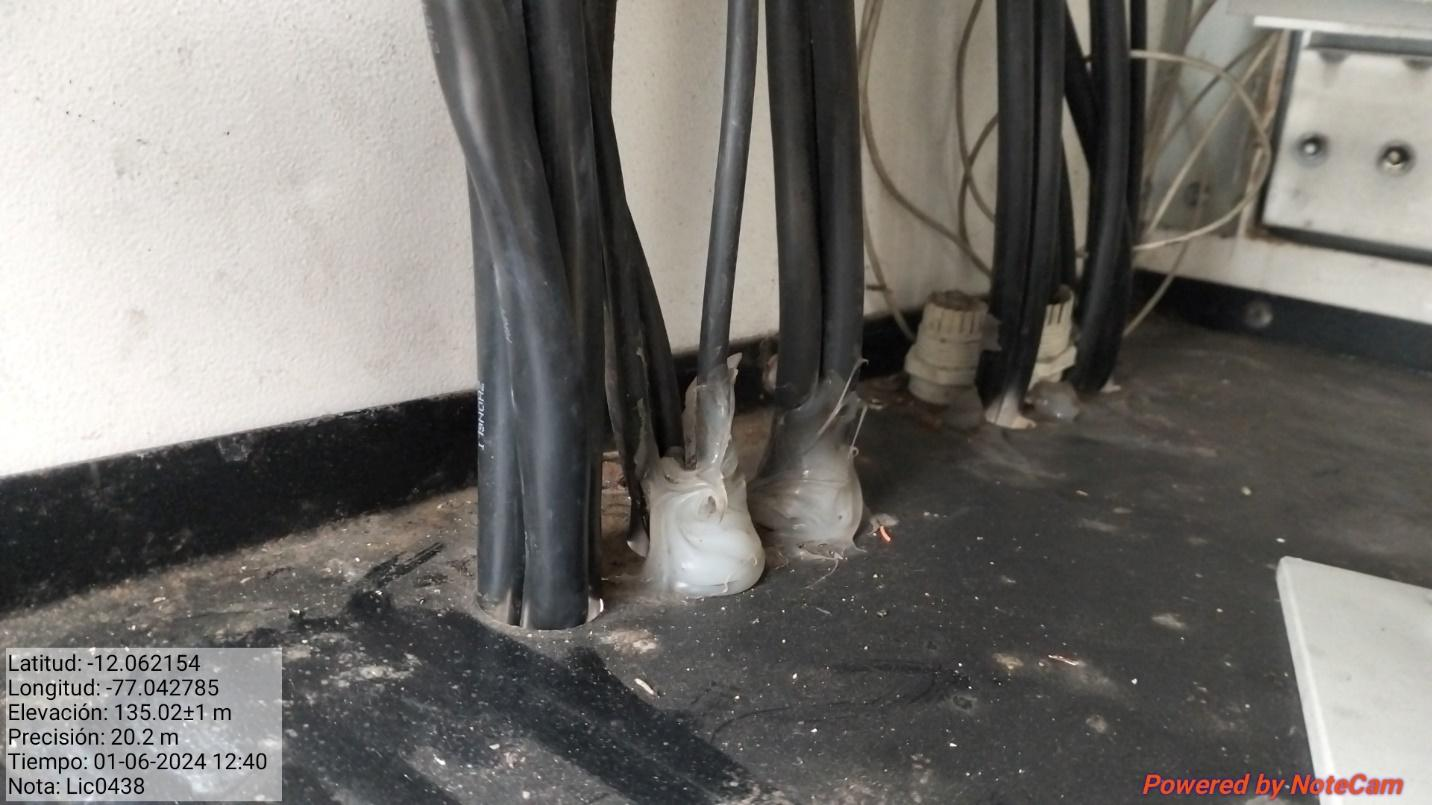 Latitud: -12.062154
Longitud: -77.042785
Elevación: 135.02±1 m
Precisión: 20.2 m
Tiempo: 01-06-2024 12:40
Nota: Lic0438
Powered by NoteCam